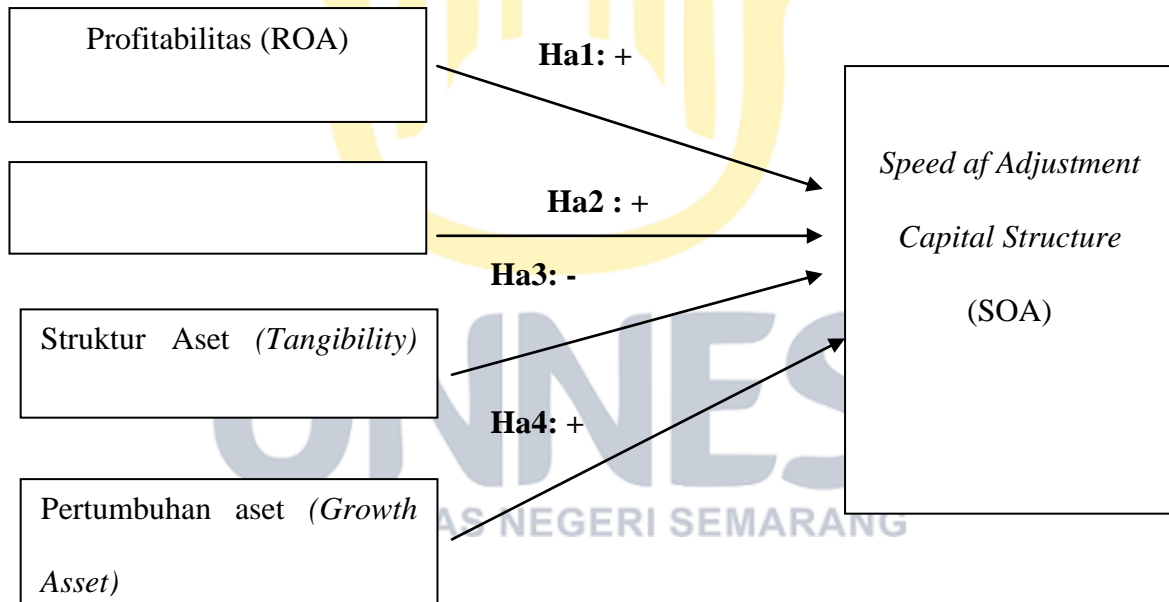 Profitabilitas (ROA)
Ha1: +
Ha2 : +
Ha3: -
Struktur Aset (Tangibility)
Ha4: +
Pertumbuhan aset (Growth
Asset)
Speed af Adjustment
Capital Structure
(SOA)
UNNES
AS NEGERI SEMARANG